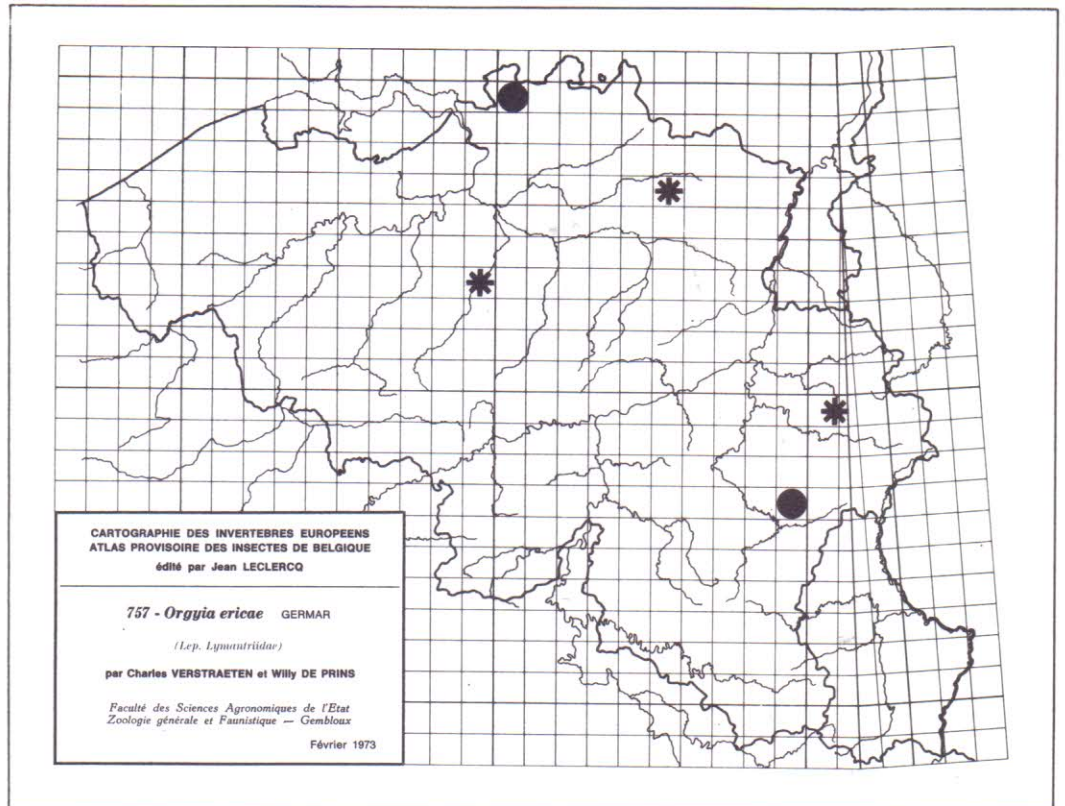 CARTOGRAPHIE DES INVERTEBRES EUROPEENS
ATLAS PROVISOIRE DES INSECTES DE BELGIQUE
édité par Jean LECLERCQ
757 - Orgyia ericae GERMAR
(Lep. Lymantriidae)
par Charles VERSTRAETEN et Willy DE PRINS
Faculté des Sciences Agronomiques de l'Etat
Zoologie générale et Faunistique — Gembloux
Février 1973